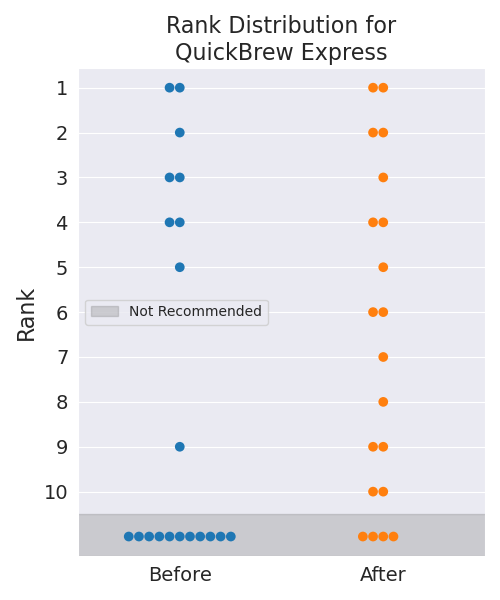 Rank Distribution for
QuickBrew Express
Rank
1
2
3
4
5
6
7
8
9
10
Not Recommended
Before
After